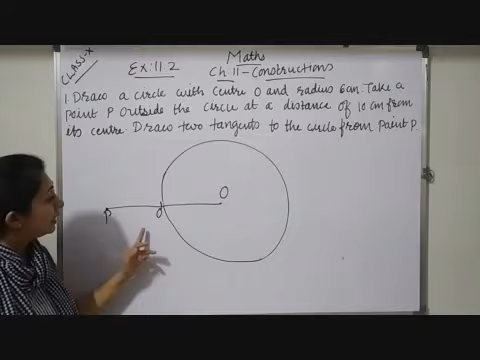 CLASS-X
Maths
Ex:11.2 Ch:11-Constructions
1. Draw a circle with centre O and radius 6cm. Take a
point P outside the circle at a distance of 10 cm from
its centre. Draw two tangents to the circle from point P.
O
P